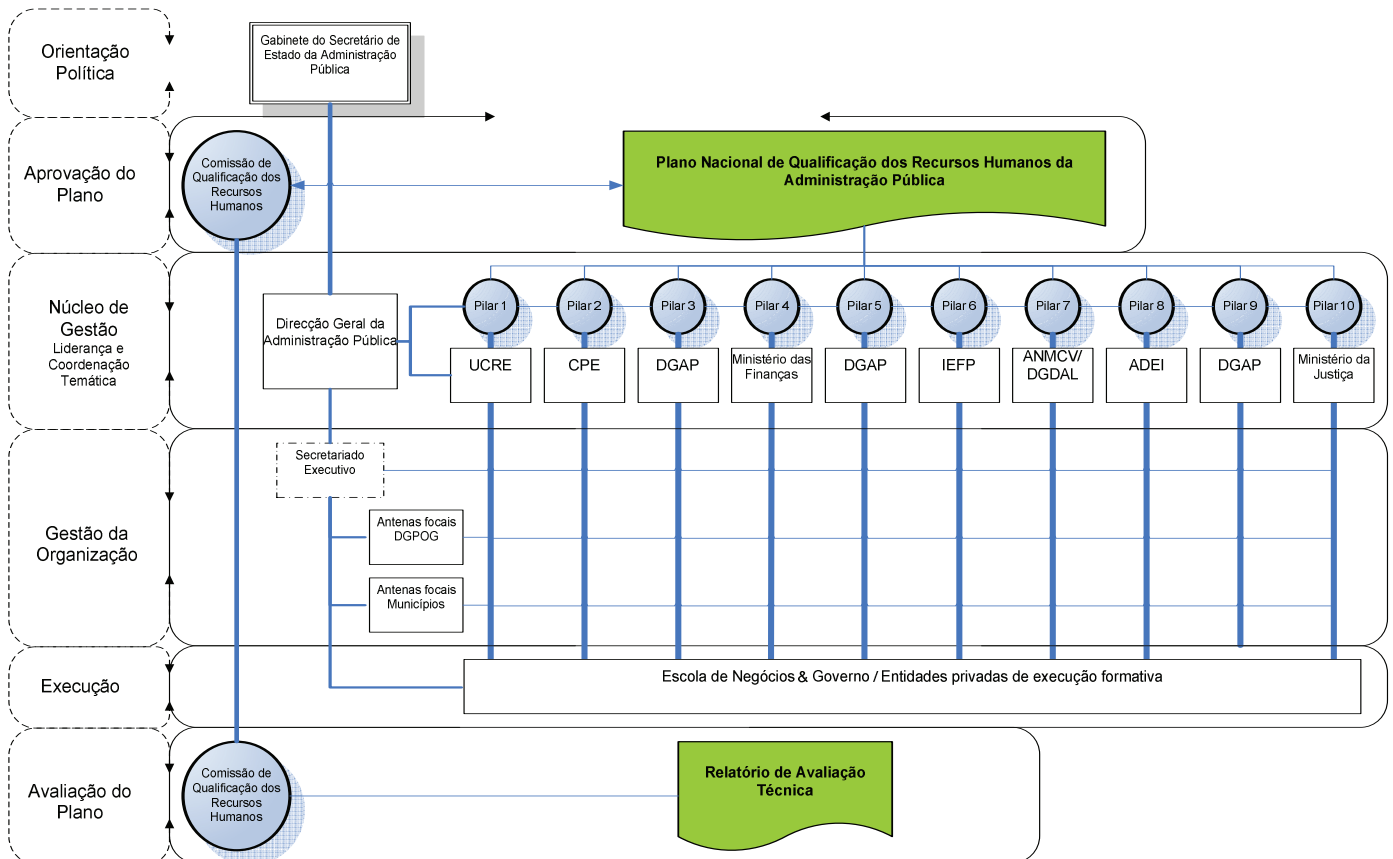 Orientação
Política
Gabinete do Secretário de
Estado da Administração
Pública
Aprovação do
Plano
Comissão de
Qualificação dos
Recursos
Humanos
Plano Nacional de Qualificação dos Recursos Humanos da
Administração Pública
Núcleo de
Gestão
Liderança e
Coordenação
Temática
Direcção Geral da
Administração Pública
Pilar 1
Pilar 2
Pilar 3
Pilar 4
Pilar 5
Pilar 6
Pilar 7
Pilar 8
Pilar 9
Pilar 10
UCRE
CPE
DGAP
Ministério das
Finanças
DGAP
IEFP
ANMCV/
DGDAL
ADEI
DGAP
Ministério da
Justiça
Gestão da
Organização
Secretariado
Executivo
Antenas focais
DGPOG
Antenas focais
Municípios
Execução
Escola de Negócios & Governo / Entidades privadas de execução formativa
Avaliação do
Plano
Comissão de
Qualificação dos
Recursos
Humanos
Relatório de Avaliação
Técnica